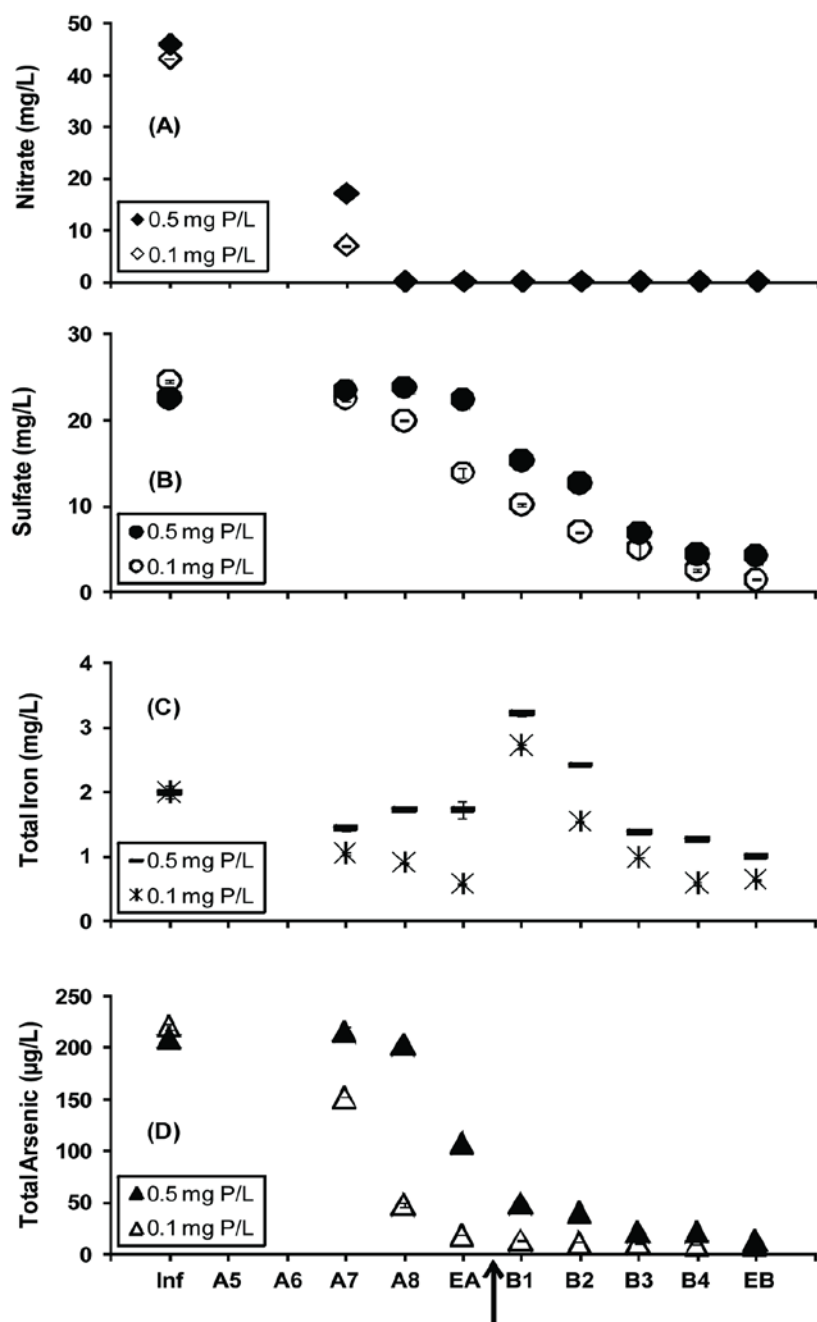 50
40
30
20
10
0
Nitrate (mg/L)
(A)
0.5 mg P/L
0.1 mg P/L
30
20
10
0
Sulfate (mg/L)
(B)
0.5 mg P/L
0.1 mg P/L
4
3
2
1
0
Total Iron (mg/L)
(C)
0.5 mg P/L
0.1 mg P/L
250
200
150
100
50
0
Total Arsenic (µg/L)
(D)
0.5 mg P/L
0.1 mg P/L
Inf A5 A6 A7 A8 EA B1 B2 B3 B4 EB